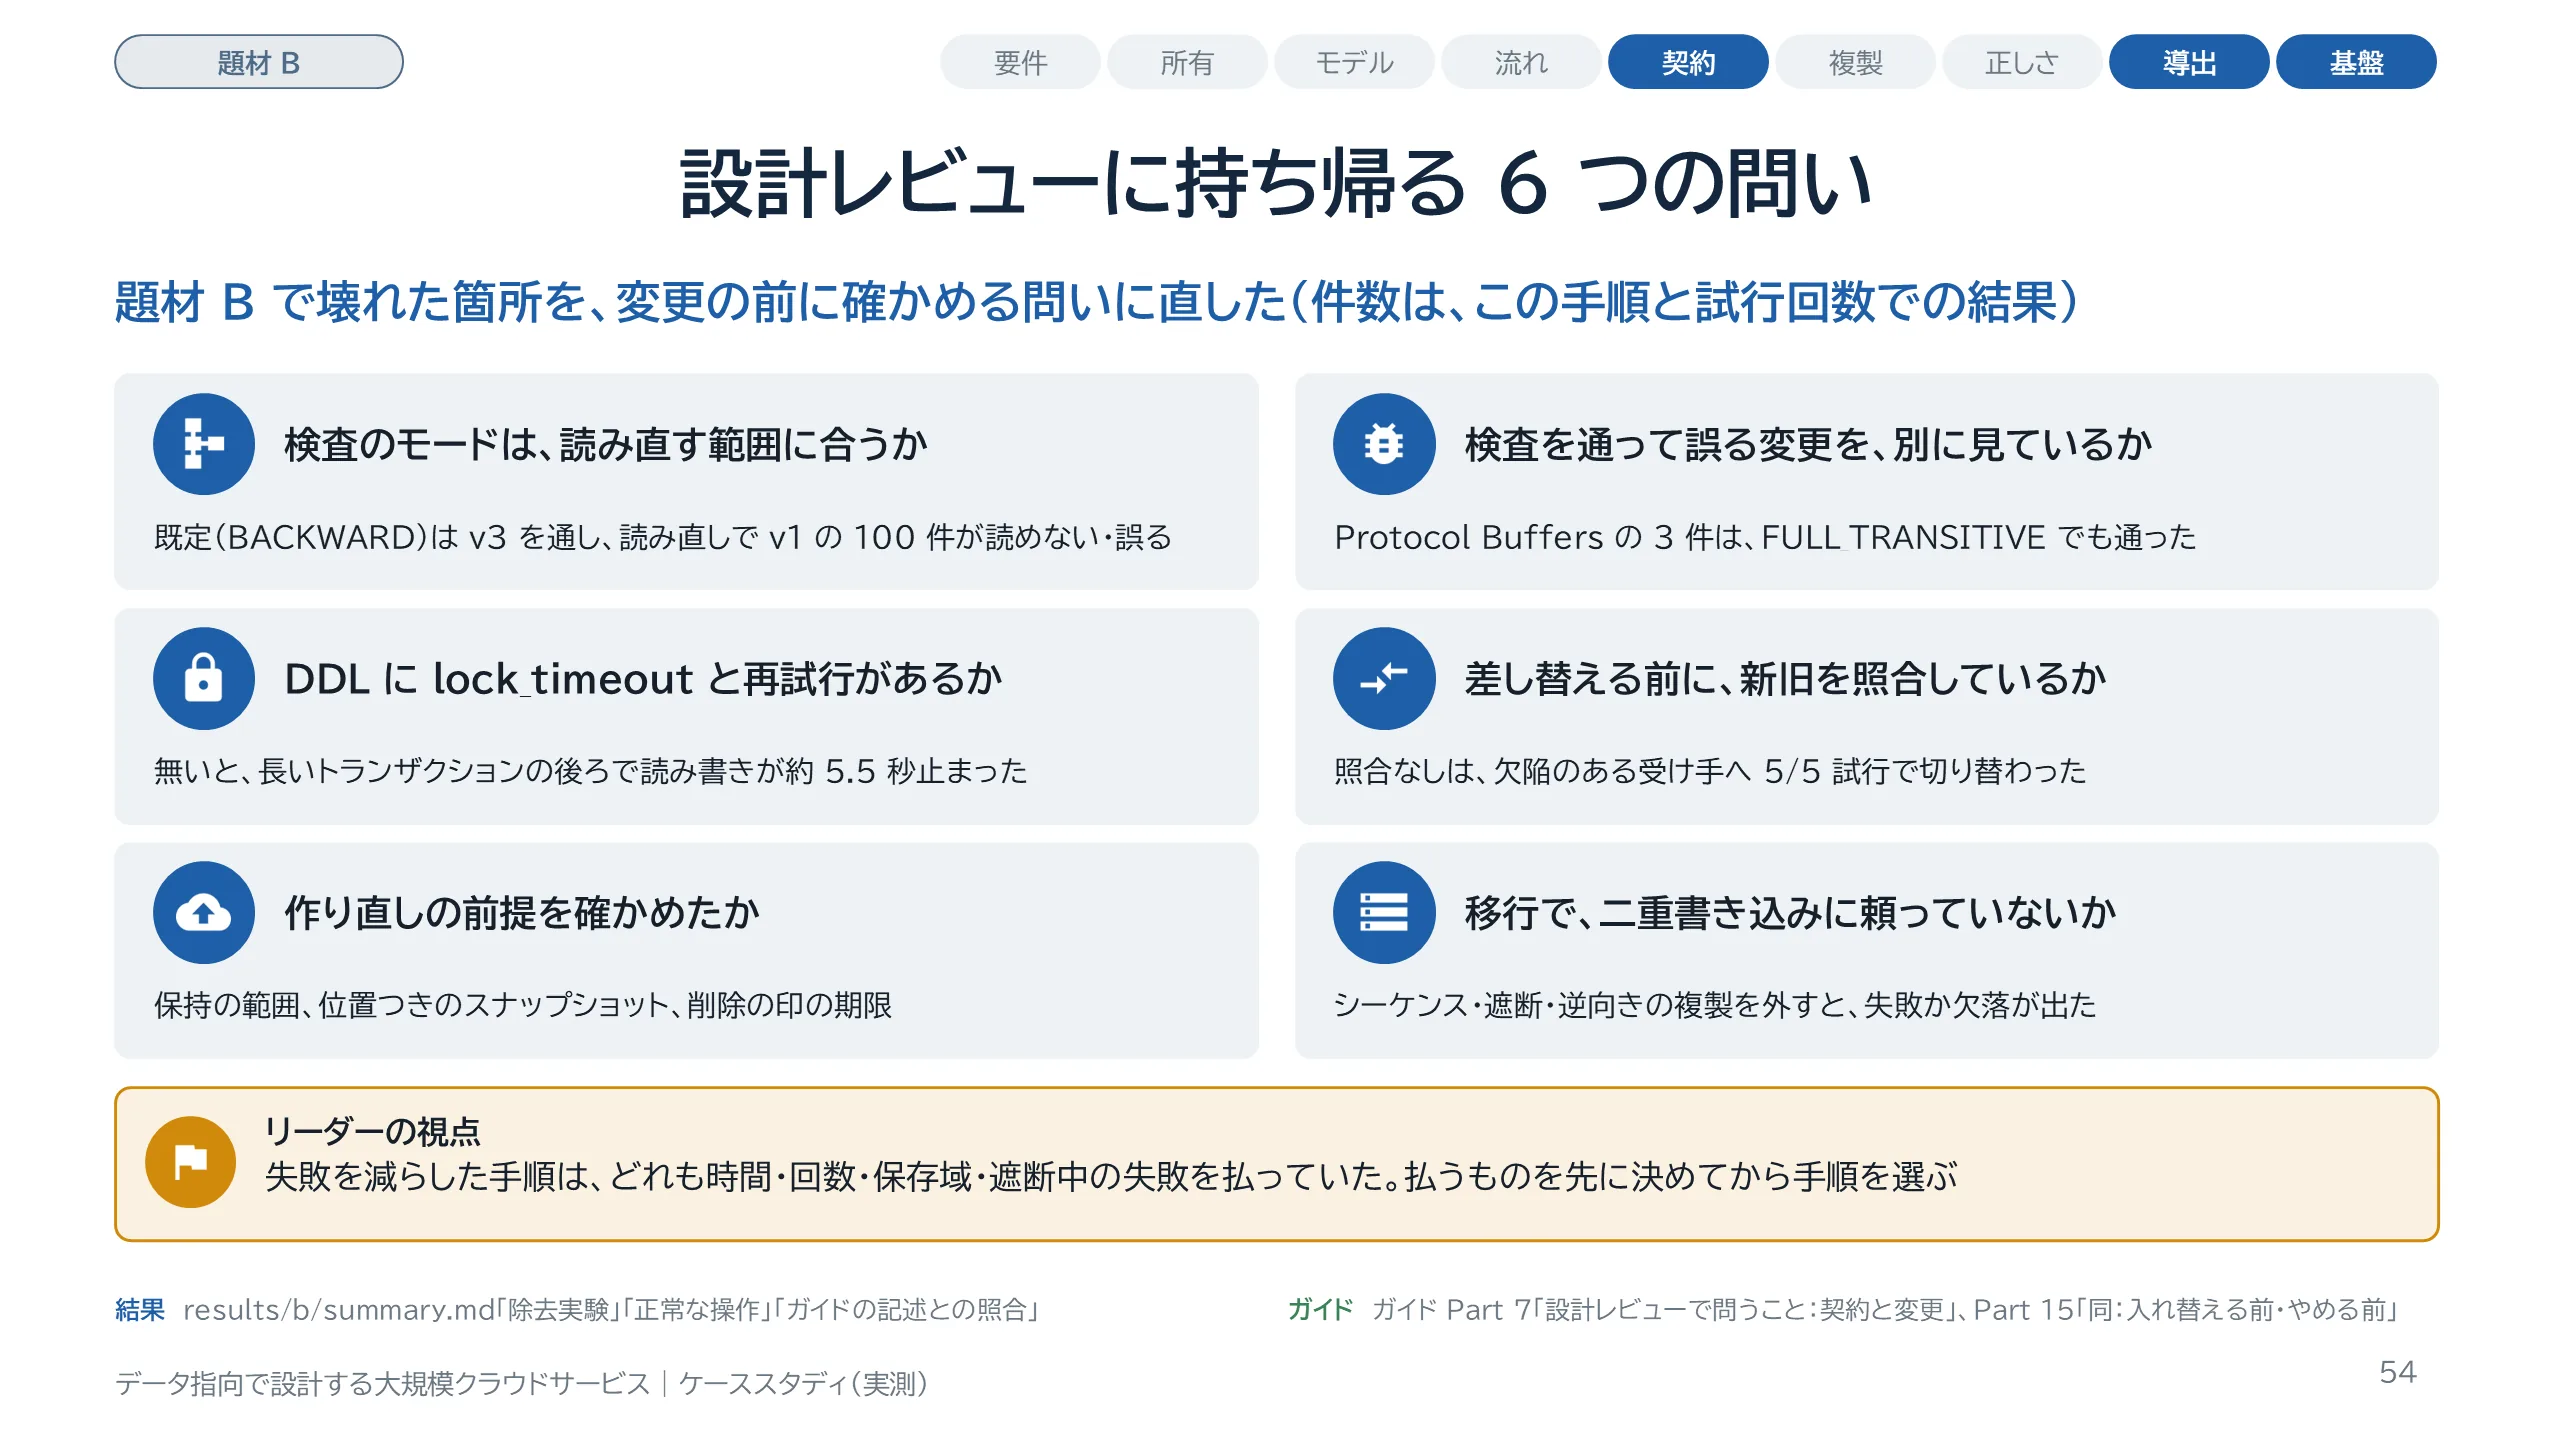 題材 B
要件
所有
モデル
流れ
契約
複製
正しさ
導出
基盤
設計レビューに持ち帰る 6 つの問い
題材 B で壊れた箇所を、変更の前に確かめる問いに直した（件数は、この手順と試行回数での結果）
検査のモードは、読み直す範囲に合うか
既定（BACKWARD）は v3 を通し、読み直しで v1 の 100 件が読めない・誤る
検査を通って誤る変更を、別に見ているか
Protocol Buffers の 3 件は、FULL_TRANSITIVE でも通った
DDL に lock_timeout と再試行があるか
無いと、長いトランザクションの後ろで読み書きが約 5.5 秒止まった
差し替える前に、新旧を照合しているか
照合なしは、欠陥のある受け手へ 5/5 試行で切り替わった
作り直しの前提を確かめたか
保持の範囲、位置つきのスナップショット、削除の印の期限
移行で、二重書き込みに頼っていないか
シーケンス・遮断・逆向きの複製を外すと、失敗か欠落が出た
リーダーの視点
失敗を減らした手順は、どれも時間・回数・保存域・遮断中の失敗を払っていた。払うものを先に決めてから手順を選ぶ
結果 results/b/summary.md「除去実験」「正常な操作」「ガイドの記述との照合」
ガイド ガイド Part 7「設計レビューで問うこと：契約と変更」、Part 15「同：入れ替える前・やめる前」
データ指向で設計する大規模クラウドサービス｜ケーススタディ（実測）
54